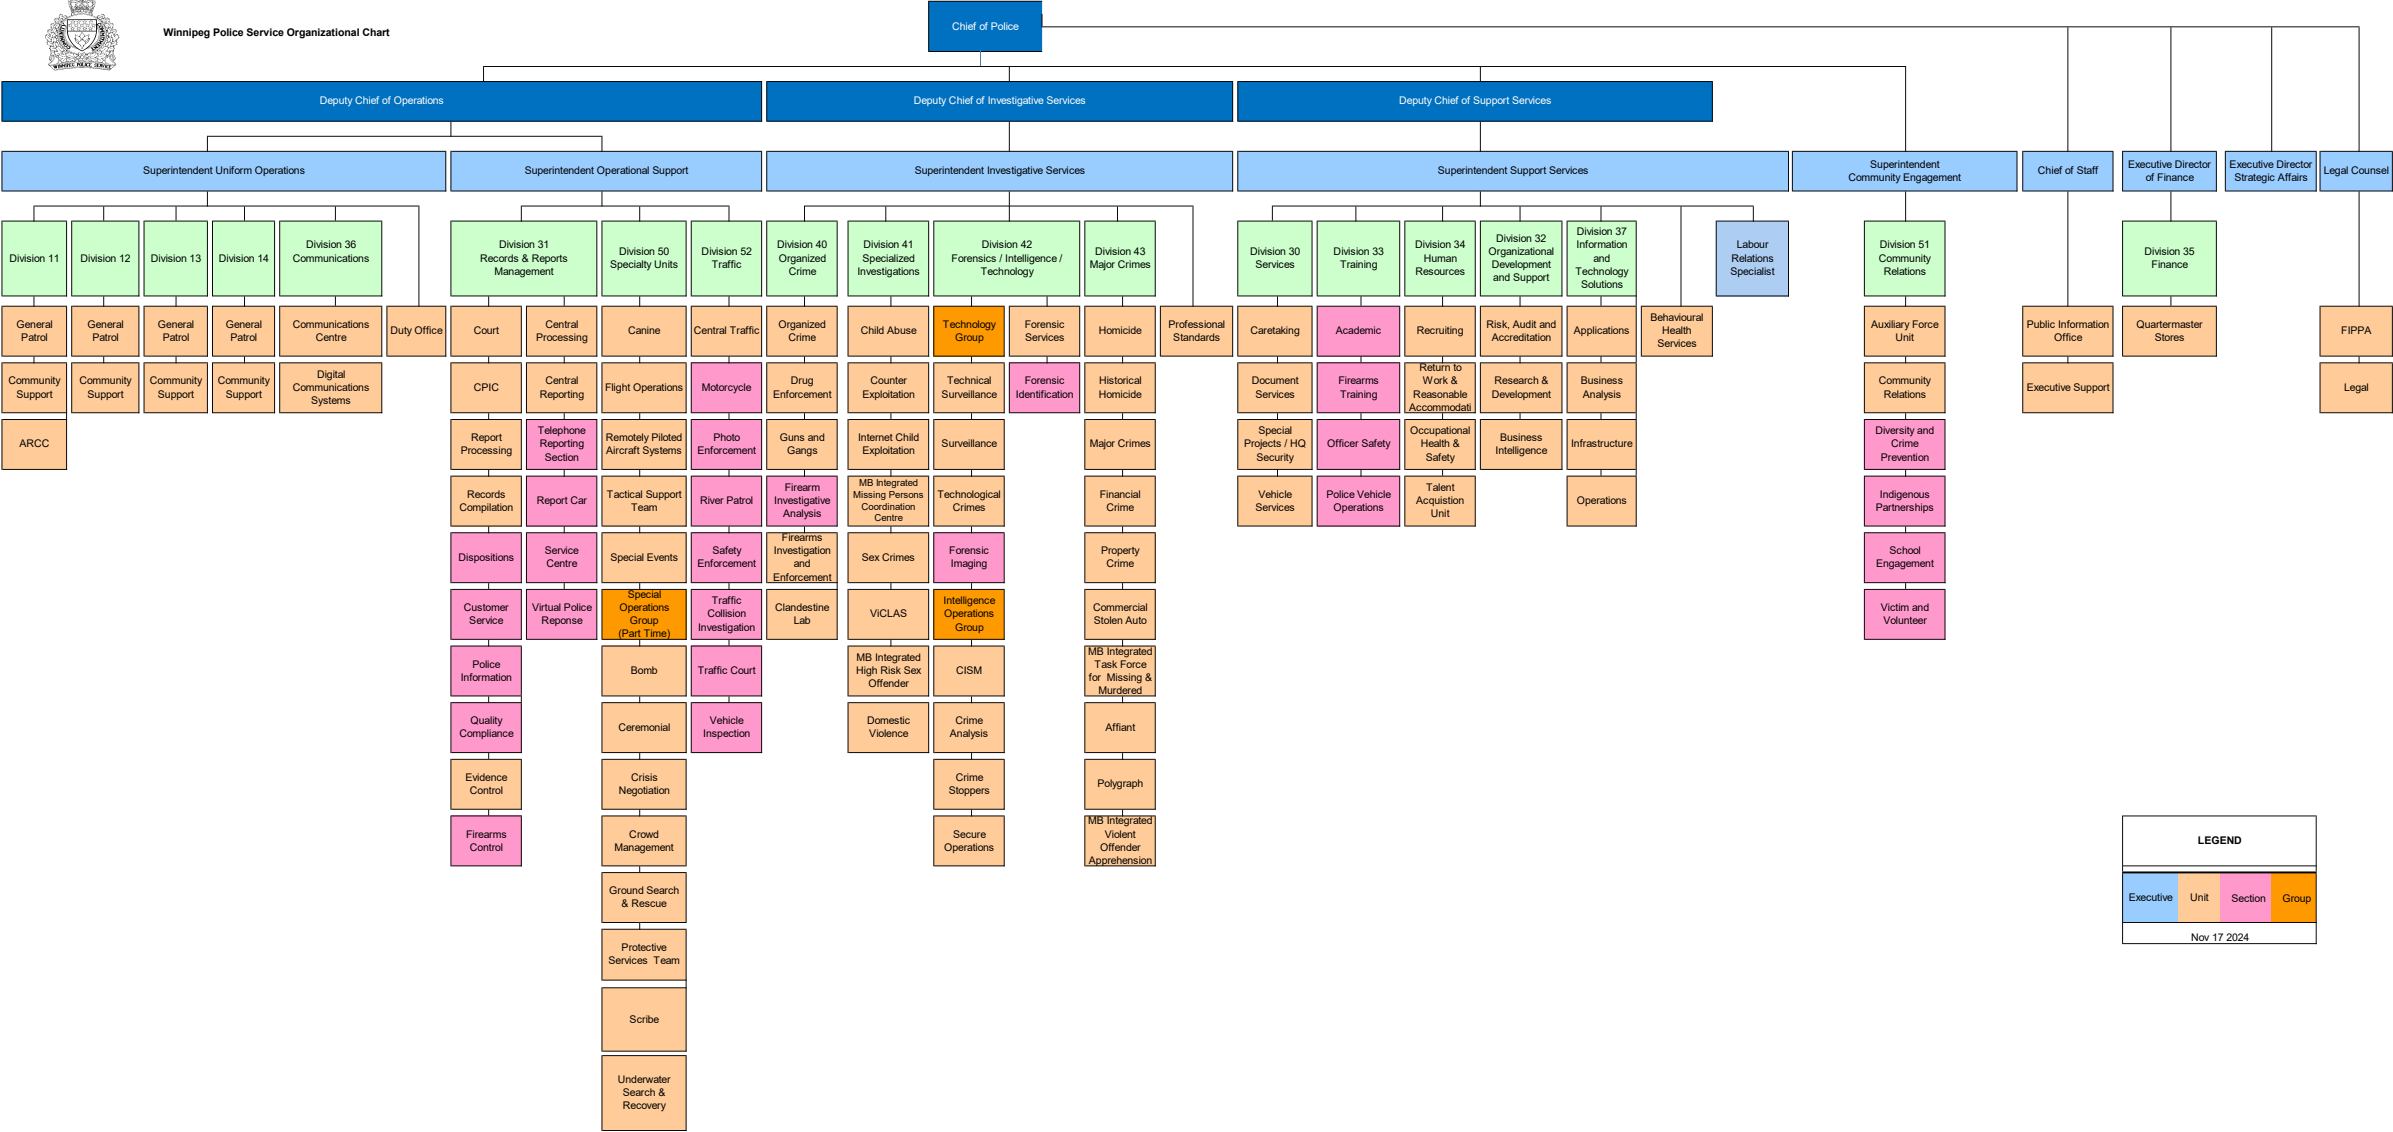 Chief of Police
Winnipeg Police Service Organizational Chart
WINNIPEG POLICE SERVICE
Deputy Chief of Operations
Deputy Chief of Investigative Services
Deputy Chief of Support Services
Superintendent Uniform Operations
Superintendent Operational Support
Superintendent Investigative Services
Superintendent Support Services
Superintendent
Community Engagement
Chief of Staff
Executive Director
of Finance
Executive Director
Strategic Affairs
Legal Counsel
Division 11
Division 12
Division 13
Division 14
Division 36
Communications
Division 31
Records & Reports
Management
Division 50
Specialty Units
Division 52
Traffic
Division 40
Organized
Crime
Division 41
Specialized
Investigations
Division 42
Forensics / Intelligence /
Technology
Division 43
Major Crimes
Division 30
Services
Division 33
Training
Division 34
Human
Resources
Division 32
Organizational
Development
and Support
Division 37
Information
and
Technology
Solutions
Labour
Relations
Specialist
Division 51
Community
Relations
Division 35
Finance
General
Patrol
Community
Support
ARCC
General
Patrol
Community
Support
General
Patrol
Community
Support
General
Patrol
Community
Support
Communications
Centre
Digital
Communications
Systems
Duty Office
Court
CPIC
Report
Processing
Records
Compilation
Dispositions
Customer
Service
Police
Information
Quality
Compliance
Evidence
Control
Firearms
Control
Central
Processing
Central
Reporting
Telephone
Reporting
Section
Report Car
Service
Centre
Virtual Police
Reponse
Canine
Flight Operations
Remotely Piloted
Aircraft Systems
Tactical Support
Team
Special Events
Special
Operations
Group
(Part Time)
Bomb
Ceremonial
Crisis
Negotiation
Crowd
Management
Ground Search
& Rescue
Protective
Services Team
Scribe
Underwater
Search &
Recovery
Central Traffic
Motorcycle
Photo
Enforcement
River Patrol
Safety
Enforcement
Traffic
Collision
Investigation
Traffic Court
Vehicle
Inspection
Organized
Crime
Drug
Enforcement
Guns and
Gangs
Firearm
Investigative
Analysis
Firearms
Investigation
and
Enforcement
Clandestine
Lab
Child Abuse
Counter
Exploitation
Internet Child
Exploitation
MB Integrated
Missing Persons
Coordination
Centre
Sex Crimes
ViCLAS
MB Integrated
High Risk Sex
Offender
Domestic
Violence
Technology
Group
Technical
Surveillance
Surveillance
Technological
Crimes
Forensic
Imaging
Intelligence
Operations
Group
CISM
Crime
Analysis
Crime
Stoppers
Secure
Operations
Forensic
Services
Forensic
Identification
Homicide
Historical
Homicide
Major Crimes
Financial
Crime
Property
Crime
Commercial
Stolen Auto
MB Integrated
Task Force
for Missing &
Murdered
Affiant
Polygraph
MB Integrated
Violent
Offender
Apprehension
Professional
Standards
Caretaking
Document
Services
Special
Projects / HQ
Security
Vehicle
Services
Academic
Firearms
Training
Officer Safety
Police Vehicle
Operations
Recruiting
Return to
Work &
Reasonable
Accommodati
Occupational
Health &
Safety
Talent
Acquistion
Unit
Risk, Audit and
Accreditation
Research &
Development
Business
Intelligence
Applications
Business
Analysis
Infrastructure
Operations
Behavioural
Health
Services
Auxiliary Force
Unit
Community
Relations
Diversity and
Crime
Prevention
Indigenous
Partnerships
School
Engagement
Victim and
Volunteer
Public Information
Office
Executive Support
Quartermaster
Stores
FIPPA
Legal
LEGEND
Executive
Unit
Section
Group
Nov 17 2024